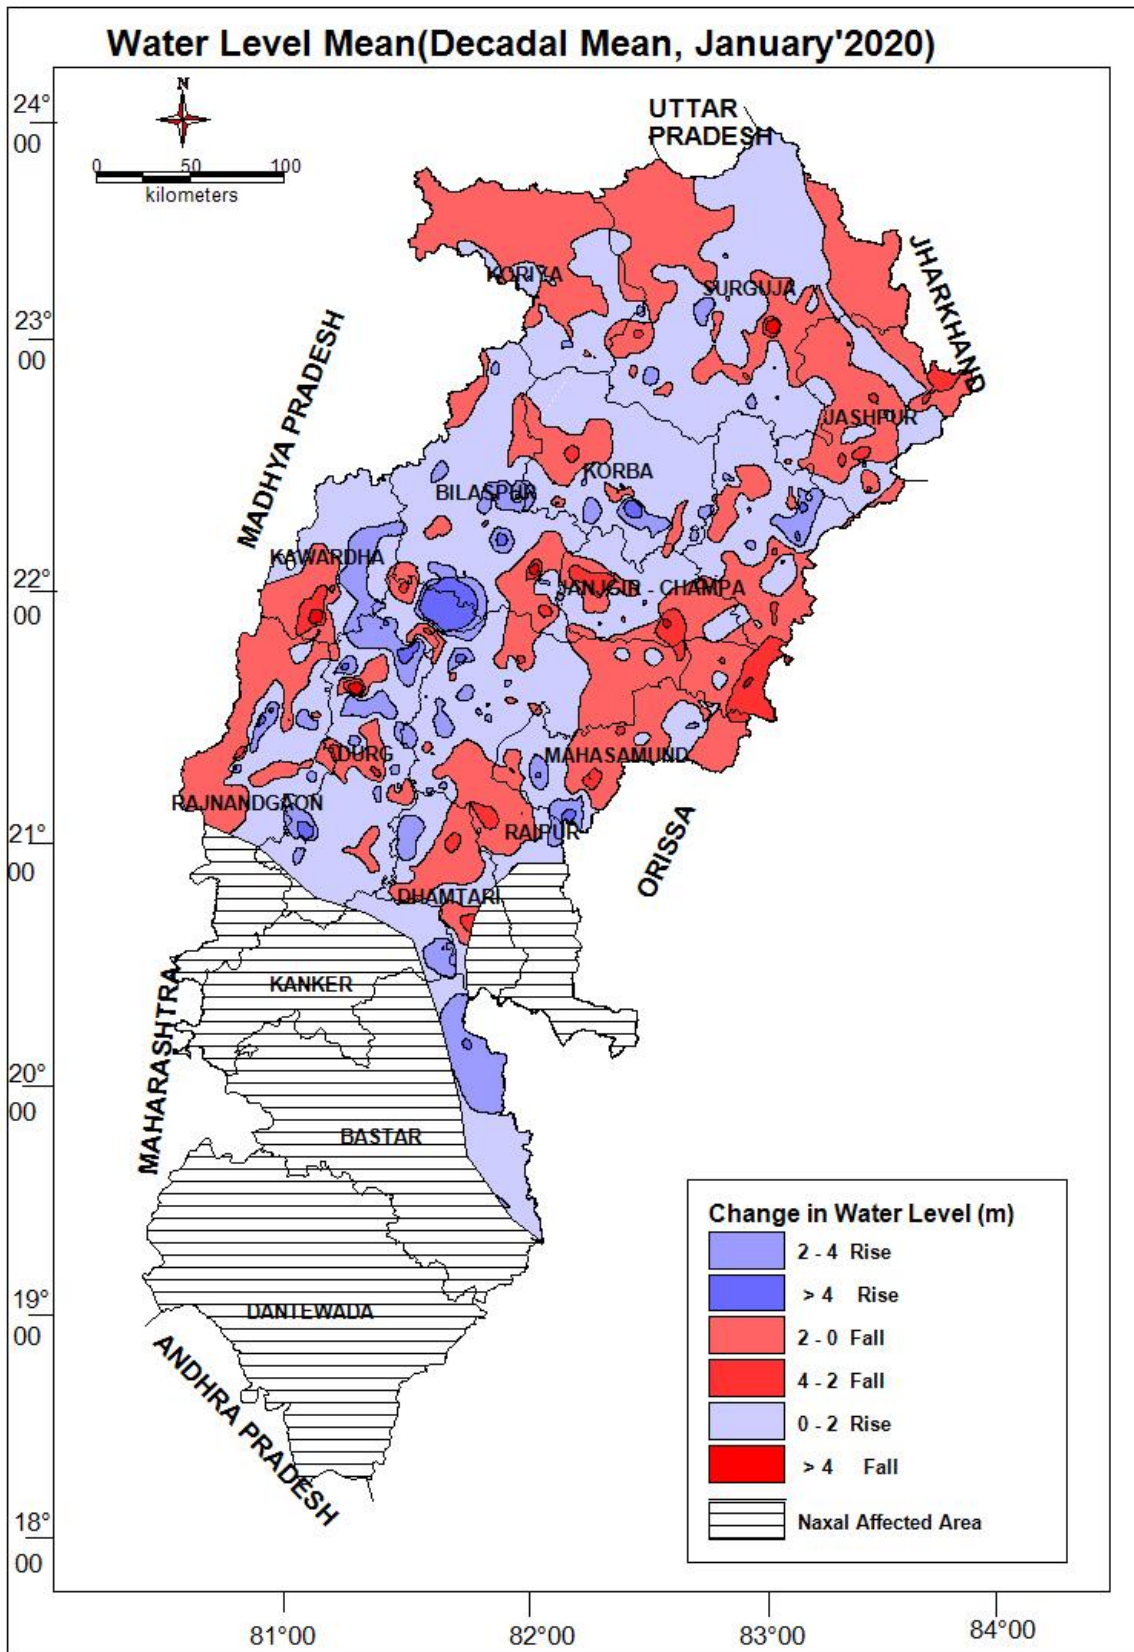 Water Level Mean(Decadal Mean, January'2020)
N
0 50 100
kilometers
24°
00
23°
00
22°
00
21°
00
20°
00
19°
00
18°
00
UTTAR
PRADESH
JHARKHAND
MADHYA PRADESH
ORISSA
MAHARASHTRA
ANDHRA PRADESH
KORIYA
SURGUJA
JASHPUR
KORBA
BILASPUR
KAWARDHA
JANJGIR - CHAMPA
DURG
MAHASAMUND
RAJNANDGAON
RAIPUR
DHAMTARI
KANKER
BASTAR
DANTEWADA
Change in Water Level (m)
2 - 4 Rise
> 4 Rise
2 - 0 Fall
4 - 2 Fall
0 - 2 Rise
> 4 Fall
Naxal Affected Area
81°00 82°00 83°00 84°00